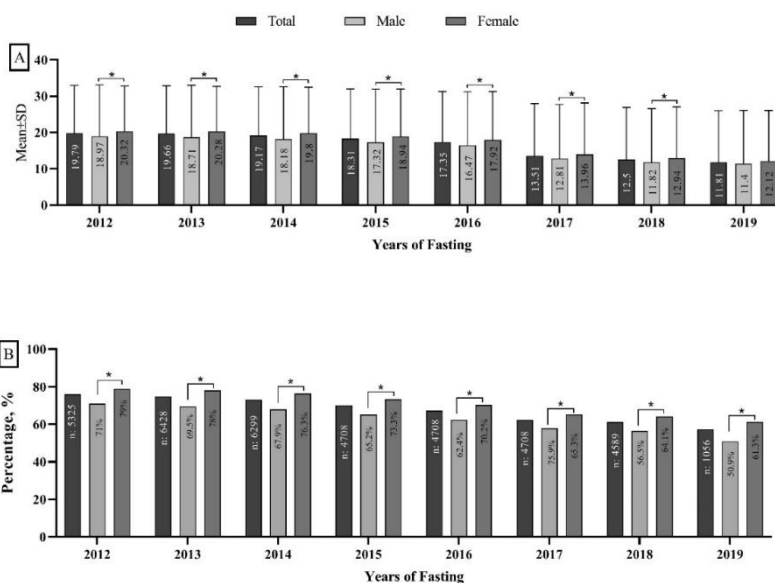 Total Male Female
A
Mean±SD
40
30
20
10
0
* * * * * * *
19.79 18.97 20.32 19.66 18.71 20.28 19.17 18.18 19.8 18.31 17.32 18.94 17.35 16.47 17.92 13.51 12.81 13.96 12.5 11.82 12.94 11.81 11.4 12.12
2012 2013 2014 2015 2016 2017 2018 2019
Years of Fasting
B
Percentage, %
100
80
60
40
20
0
* * * * * * * *
n: 5325 71% 79% n: 6428 69.5% 78% n: 6299 67.9% 76.3% n: 4708 65.2% 73.3% n: 4708 62.4% 70.2% n: 4708 75.9% 65.3% n: 4589 56.5% 64.1% n: 1056 50.9% 61.3%
2012 2013 2014 2015 2016 2017 2018 2019
Years of Fasting